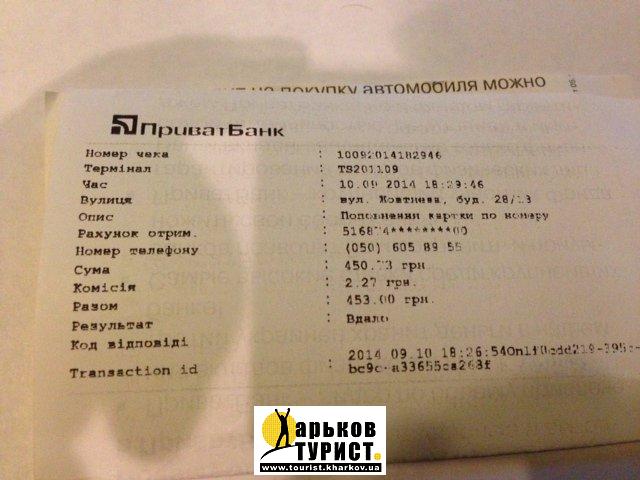 на покупку автомобиля можно
ПриватБанк
Номер чека : 10092014182946
Термінал : TS201109
Час : 10.09 2014 18:29:46
Вулиця : вул. Жовтнева, буд. 28/13
Опис : Поповнення картки по номеру
Рахунок отрим. : 516874********00
Номер телефону : (050) 605 89 55
Сума : 450.73 грн.
Комісія : 2.27 грн.
Разом : 453.00 грн.
Результат : Вдало
Код відповіді :
2014 09.10 18:26:54
Transaction id : bc9c-a33655ca268f
Харьков
ТУРИСТ.
www.tourist.kharkov.ua